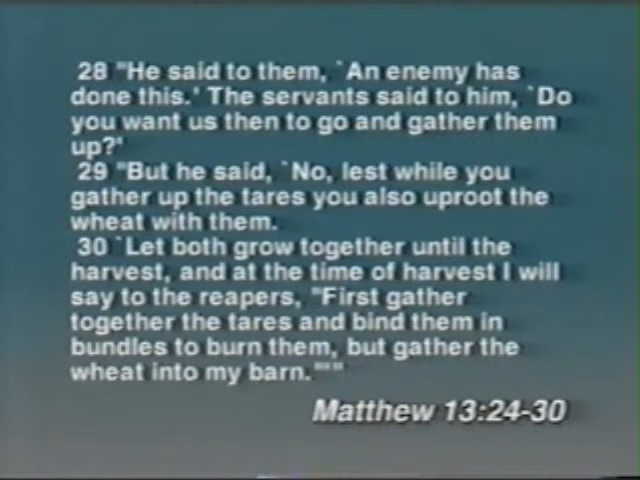 28 "He said to them, `An enemy has
done this.' The servants said to him, `Do
you want us then to go and gather them
up?'
29 "But he said, `No, lest while you
gather up the tares you also uproot the
wheat with them.
30 `Let both grow together until the
harvest, and at the time of harvest I will
say to the reapers, "First gather
together the tares and bind them in
bundles to burn them, but gather the
wheat into my barn."'"
Matthew 13:24-30